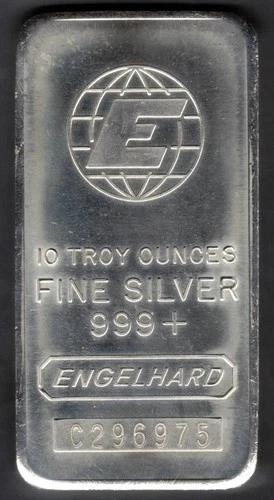 E
10 TROY OUNCES
FINE SILVER
999+
ENGELHARD
C296975